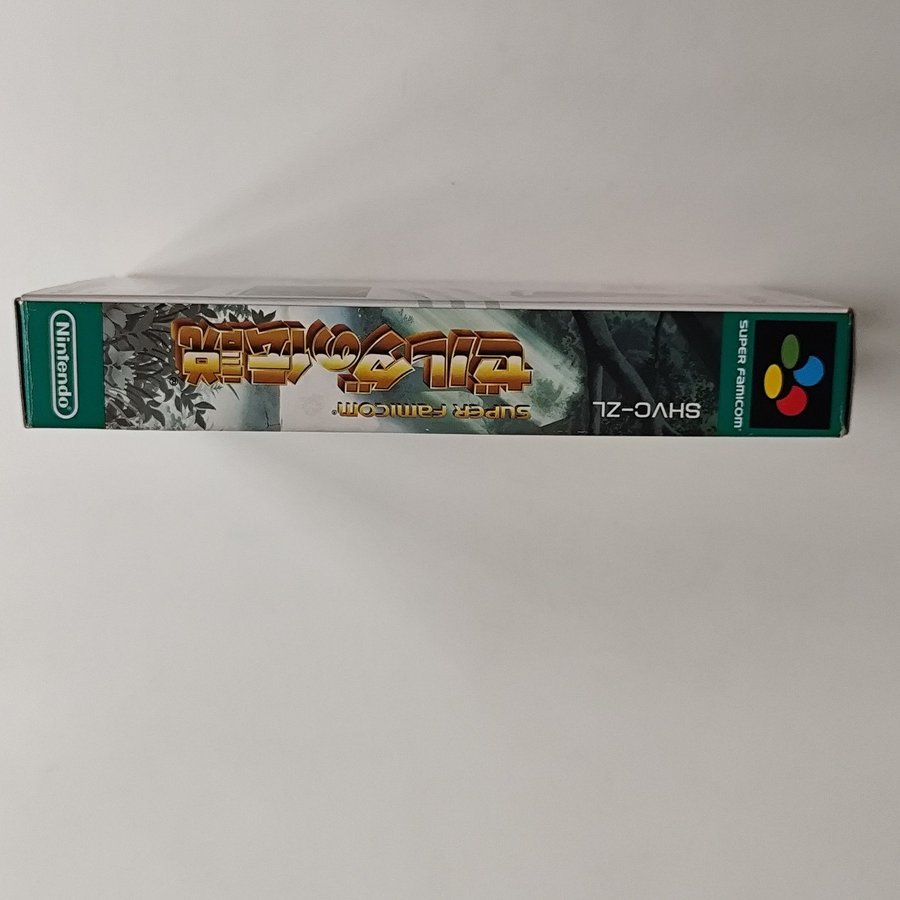 SUPER FAMICOM
SHVC-ZL
SUPER FAMICOM®
ゼルダの伝説®
Nintendo®